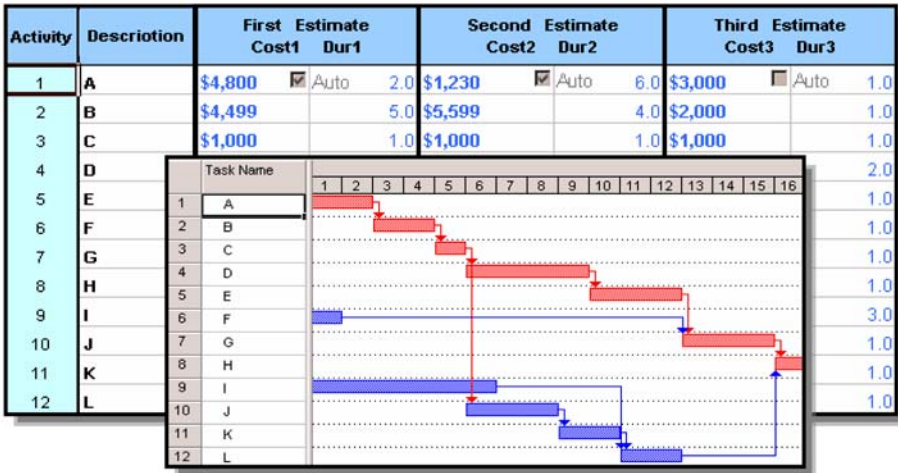 Activity Descriotion First Estimate Second Estimate Third Estimate
Cost1 Dur1 Cost2 Dur2 Cost3 Dur3
1 A $4,800 Auto 2.0 $1,230 Auto 6.0 $3,000 Auto 1.0
2 B $4,499 5.0 $5,599 4.0 $2,000 1.0
3 C $1,000 1.0 $1,000 1.0 $1,000 1.0
4 D 2.0
5 E 1.0
6 F 1.0
7 G 1.0
8 H 1.0
9 I 3.0
10 J 1.0
11 K 1.0
12 L 1.0
Task Name
1 2 3 4 5 6 7 8 9 10 11 12 13 14 15 16
1 A
2 B
3 C
4 D
5 E
6 F
7 G
8 H
9 I
10 J
11 K
12 L